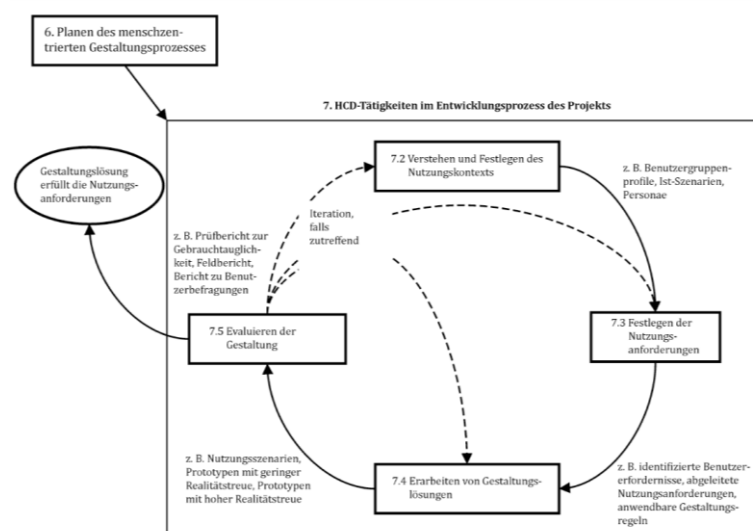 6. Planen des menschzen-
trierten Gestaltungsprozesses
7. HCD-Tätigkeiten im Entwicklungsprozess des Projekts
Gestaltungslösung
erfüllt die Nutzungs-
anforderungen
7.2 Verstehen und Festlegen des
Nutzungskontexts
z. B. Benutzergruppen-
profile, Ist-Szenarien,
Personae
Iteration,
falls
zutreffend
z. B. Prüfbericht zur
Gebrauchtauglich-
keit, Feldbericht,
Bericht zu Benut-
zerbefragungen
7.5 Evaluieren der
Gestaltung
7.3 Festlegen der
Nutzungs-
anforderungen
z. B. Nutzungsszenarien,
Prototypen mit geringer
Realitätstreue, Prototypen
mit hoher Realitätstreue
7.4 Erarbeiten von Gestaltungs-
lösungen
z. B. identifizierte Benutzer-
erfordernisse, abgeleitete
Nutzungsanforderungen,
anwendbare Gestaltungs-
regeln